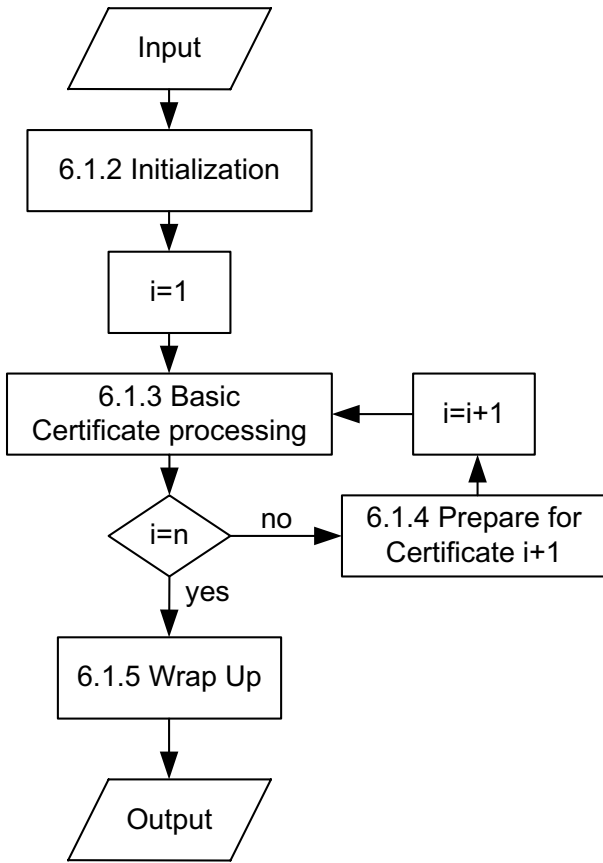 Input
6.1.2 Initialization
i=1
6.1.3 Basic
Certificate processing
i=i+1
i=n
no
6.1.4 Prepare for
Certificate i+1
yes
6.1.5 Wrap Up
Output